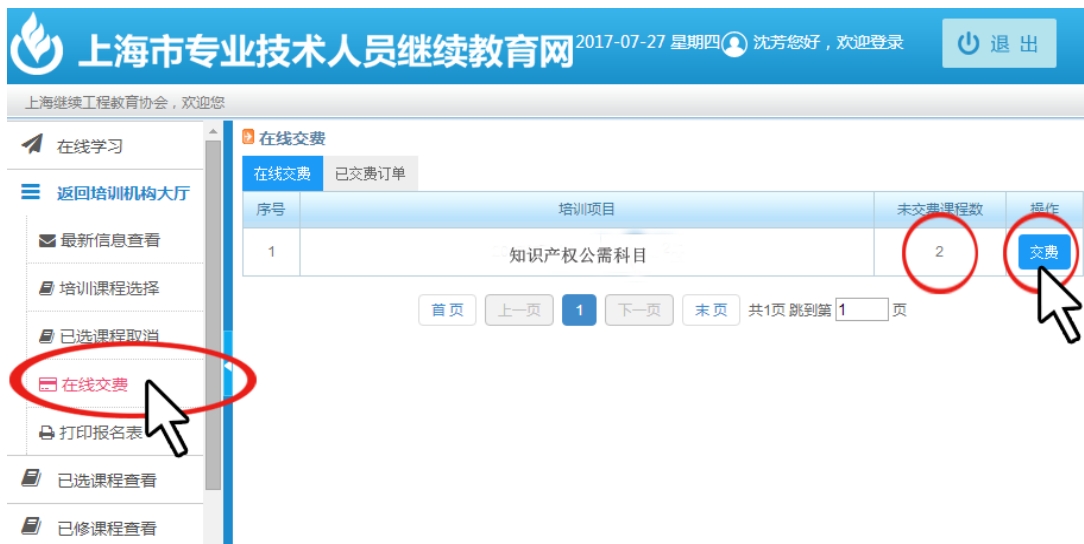 上海市专业技术人员继续教育网 2017-07-27 星期四 沈芳您好，欢迎登录 退 出
上海继续工程教育协会，欢迎您
在线学习
返回培训机构大厅
最新信息查看
培训课程选择
已选课程取消
在线交费
打印报名表
已选课程查看
已修课程查看
在线交费
在线交费 已交费订单
序号 培训项目 未交费课程数 操作
1 知识产权公需科目 2 交费
首页 上一页 1 下一页 末页 共1页 跳到第 1 页